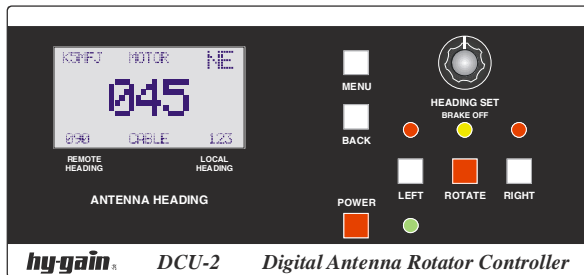 K5MFJ MOTOR NE
045
090 CABLE 123
REMOTE HEADING
LOCAL HEADING
ANTENNA HEADING
MENU
BACK
POWER
HEADING SET
BRAKE OFF
LEFT ROTATE RIGHT
hy-gain® DCU-2 Digital Antenna Rotator Controller